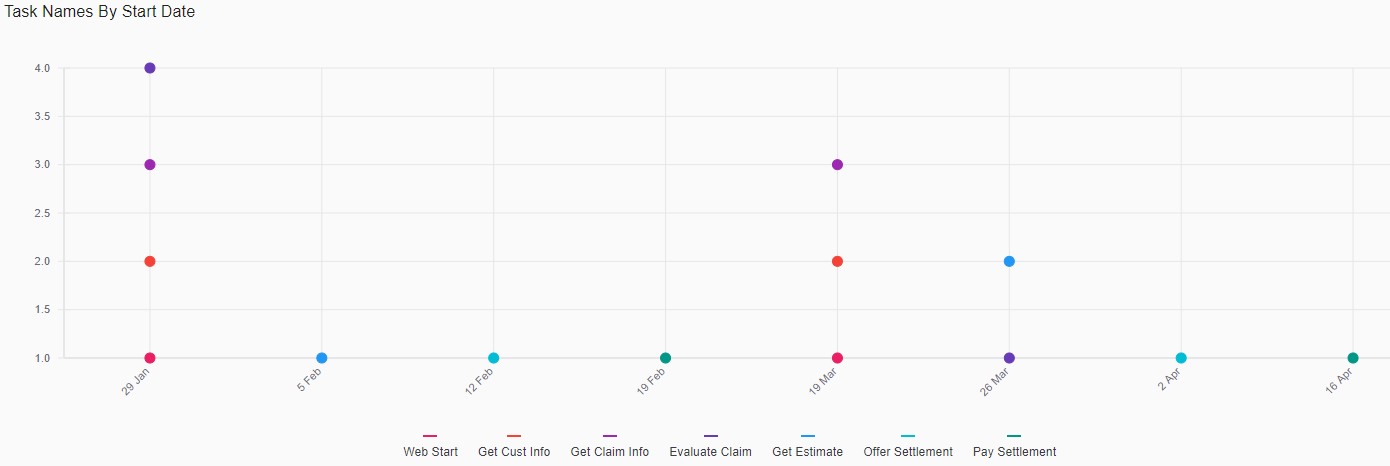 Task Names By Start Date
4.0
3.5
3.0
2.5
2.0
1.5
1.0
29 Jan 5 Feb 12 Feb 19 Feb 19 Mar 26 Mar 2 Apr 16 Apr
Web Start Get Cust Info Get Claim Info Evaluate Claim Get Estimate Offer Settlement Pay Settlement